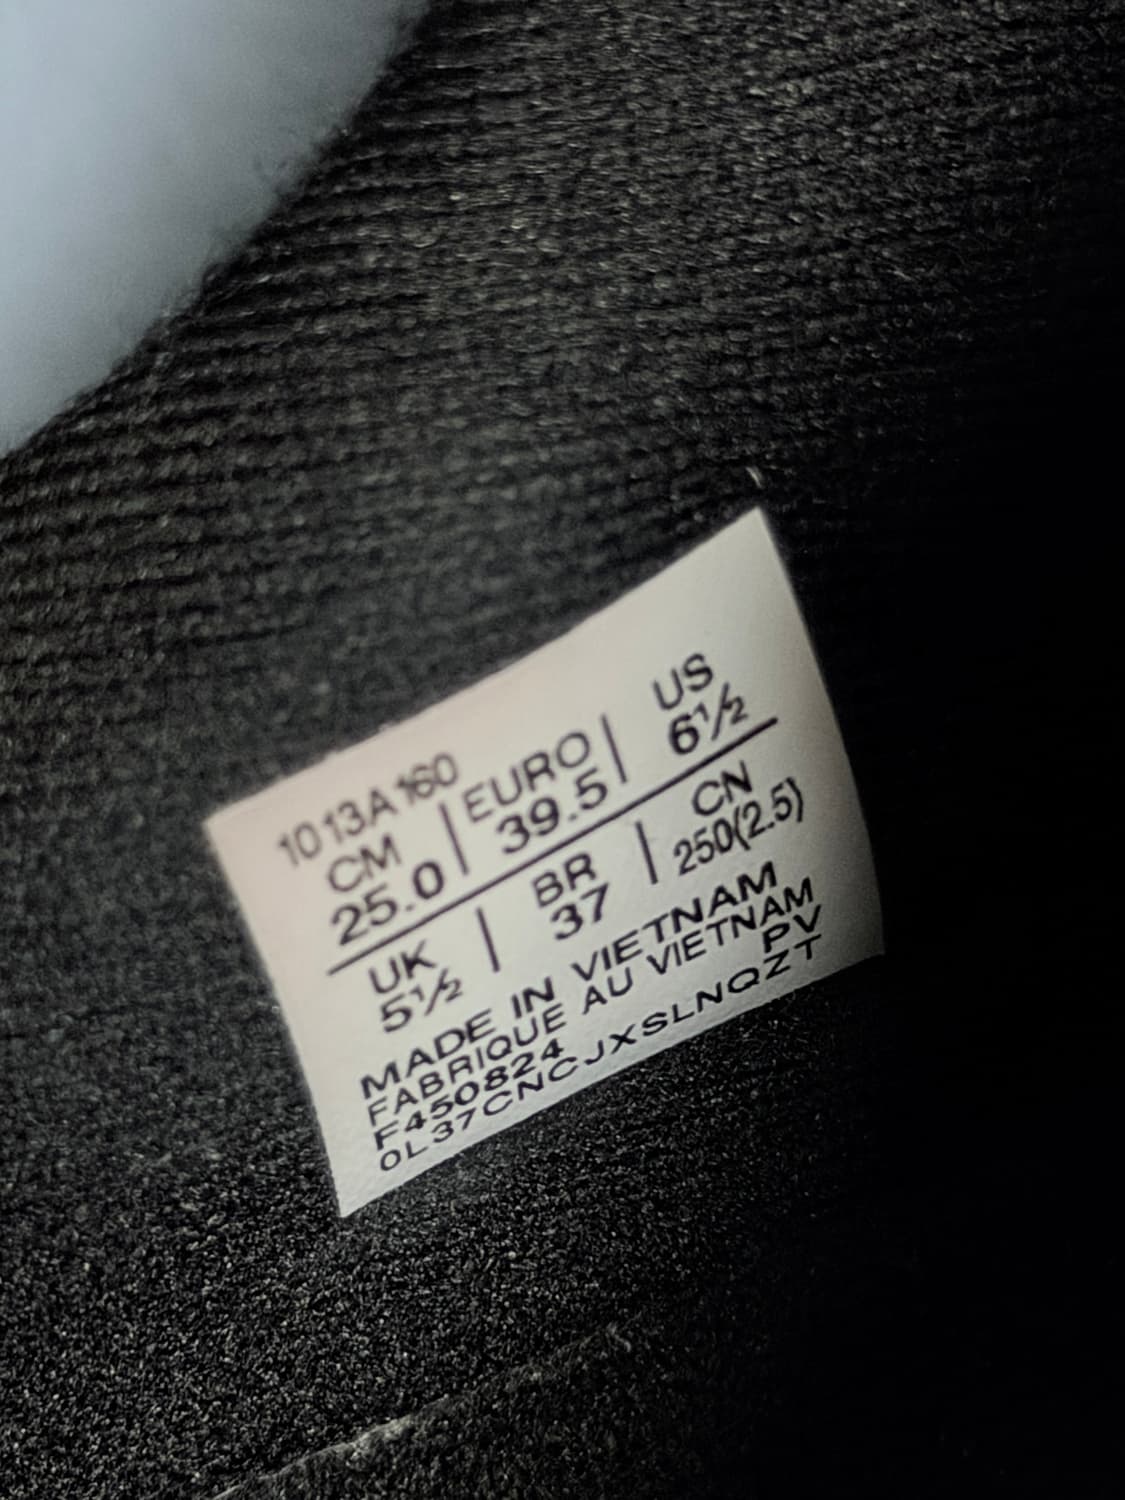 1013A160
CM | EURO | US
25.0 | 39.5 | 6½
UK | BR | CN
5½ | 37 | 250(2.5)
MADE IN VIETNAM
FABRIQUE AU VIETNAM
F450824 PV
0L37CNCJXSLNQZT